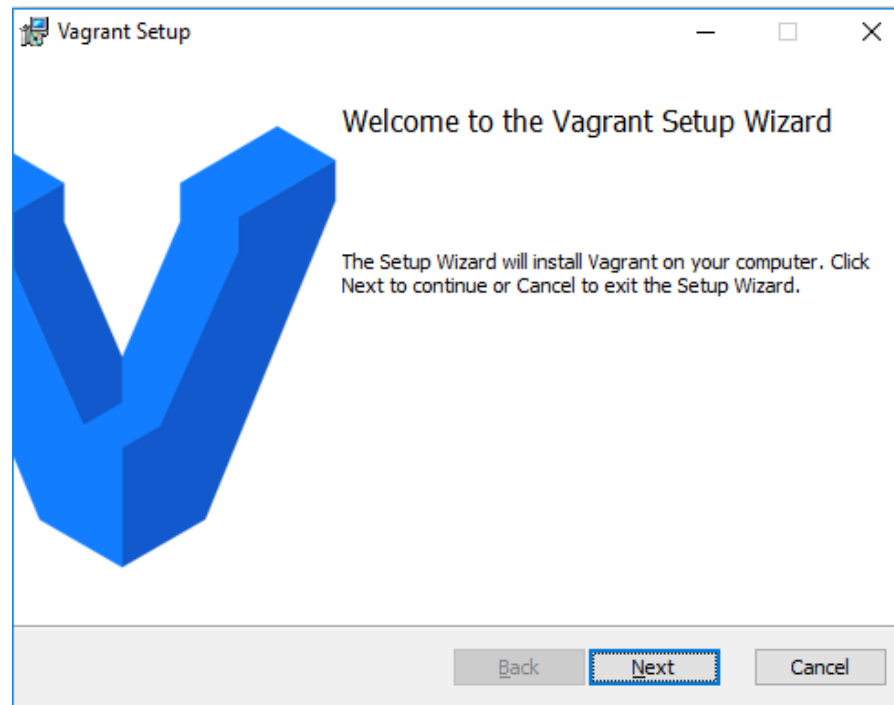 Vagrant Setup
Welcome to the Vagrant Setup Wizard
The Setup Wizard will install Vagrant on your computer. Click
Next to continue or Cancel to exit the Setup Wizard.
Back
Next
Cancel